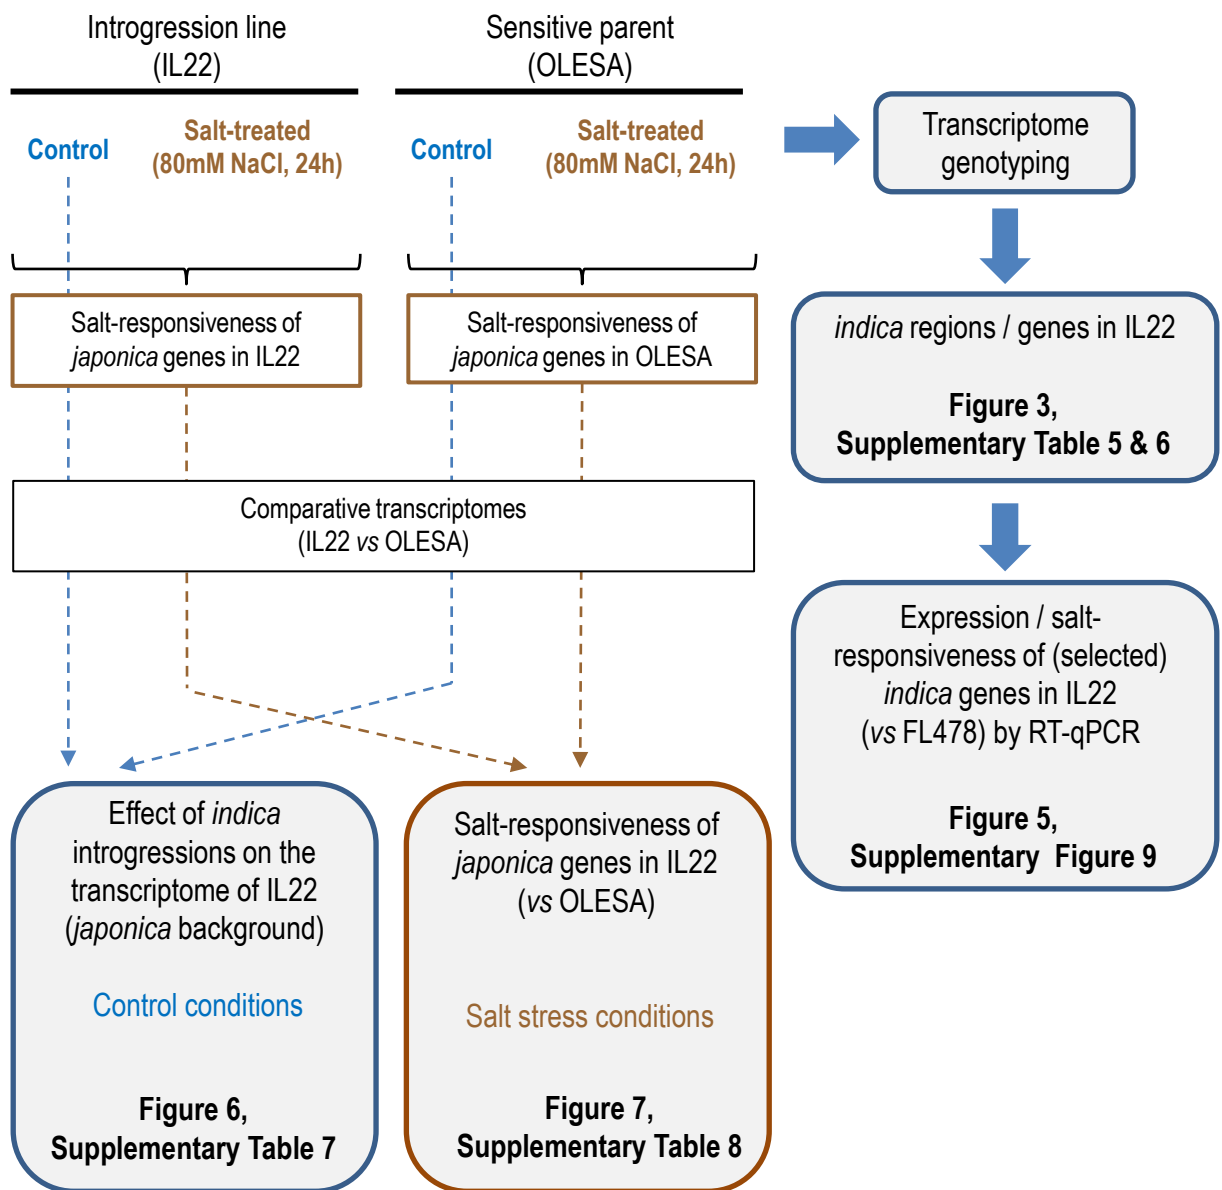 Introgression line
(IL22)
Sensitive parent
(OLESA)
Control
Salt-treated
(80mM NaCl, 24h)
Control
Salt-treated
(80mM NaCl, 24h)
Transcriptome
genotyping
Salt-responsiveness of
japonica genes in IL22
Salt-responsiveness of
japonica genes in OLESA
indica regions / genes in IL22
Figure 3,
Supplementary Table 5 & 6
Comparative transcriptomes
(IL22 vs OLESA)
Expression / salt-
responsiveness of (selected)
indica genes in IL22
(vs FL478) by RT-qPCR
Figure 5,
Supplementary Figure 9
Effect of indica
introgressions on the
transcriptome of IL22
(japonica background)
Control conditions
Figure 6,
Supplementary Table 7
Salt-responsiveness of
japonica genes in IL22
(vs OLESA)
Salt stress conditions
Figure 7,
Supplementary Table 8